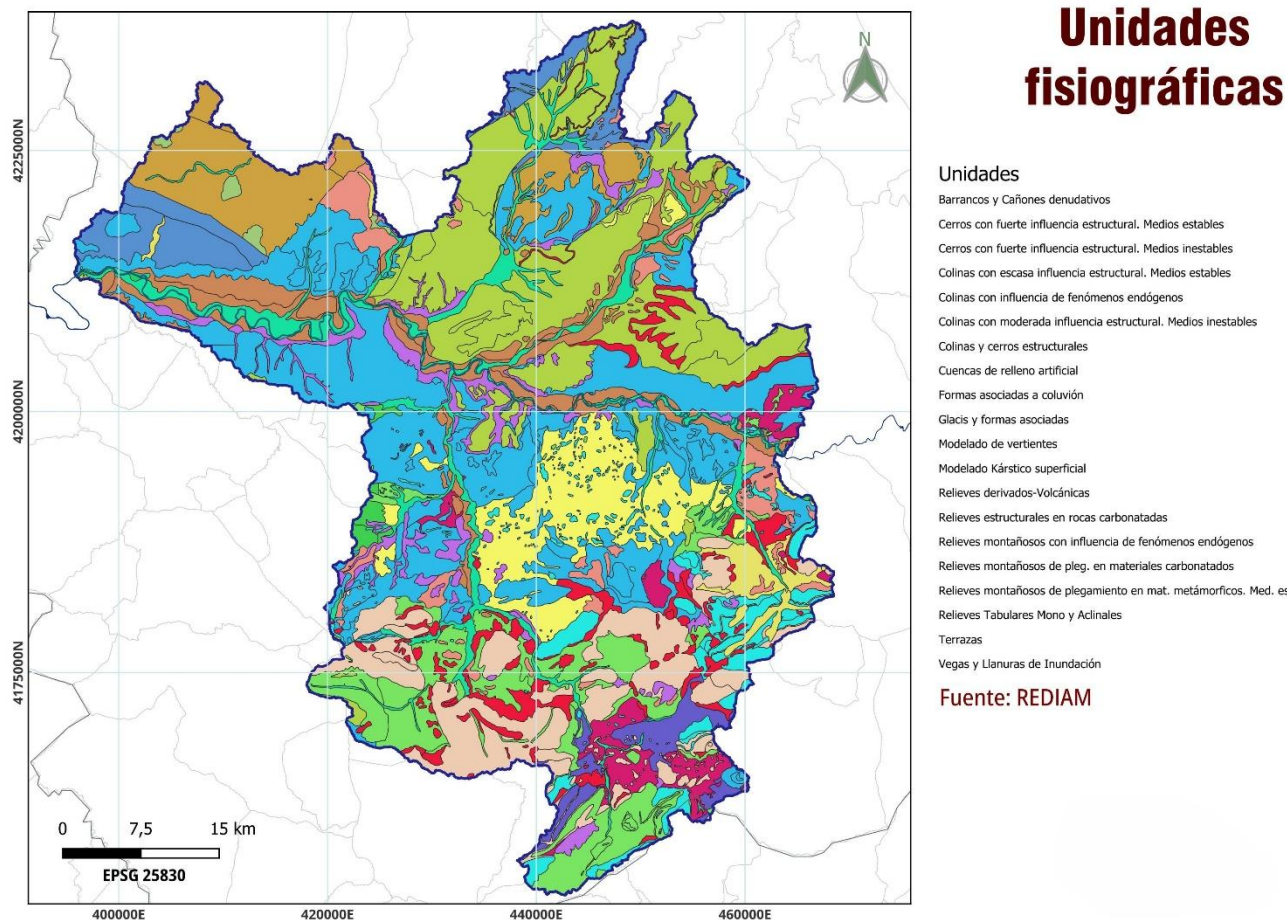 Unidades
fisiográficas
N
4225000N
4200000N
4175000N
0 7,5 15 km
EPSG 25830
400000E 420000E 440000E 460000E
Unidades
Barrancos y Cañones denudativos
Cerros con fuerte influencia estructural. Medios estables
Cerros con fuerte influencia estructural. Medios inestables
Colinas con escasa influencia estructural. Medios estables
Colinas con influencia de fenómenos endógenos
Colinas con moderada influencia estructural. Medios inestables
Colinas y cerros estructurales
Cuencas de relleno artificial
Formas asociadas a coluvión
Glacis y formas asociadas
Modelado de vertientes
Modelado Kárstico superficial
Relieves derivados-Volcánicas
Relieves estructurales en rocas carbonatadas
Relieves montañosos con influencia de fenómenos endógenos
Relieves montañosos de pleg. en materiales carbonatados
Relieves montañosos de plegamiento en mat. metámorficos. Med. es
Relieves Tabulares Mono y Aclinales
Terrazas
Vegas y Llanuras de Inundación
Fuente: REDIAM